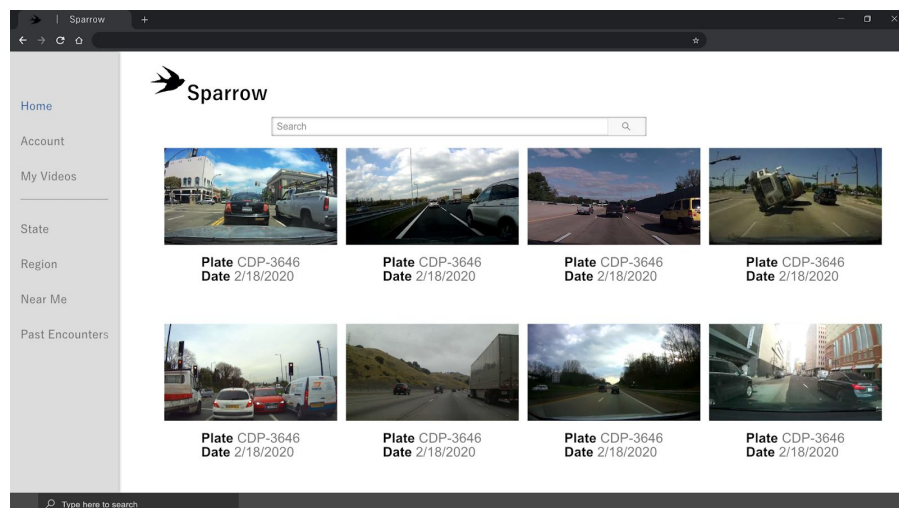 | Sparrow
Sparrow
Search
Home
Account
My Videos
State
Region
Near Me
Past Encounters
Plate CDP-3646
Date 2/18/2020
Plate CDP-3646
Date 2/18/2020
Plate CDP-3646
Date 2/18/2020
Plate CDP-3646
Date 2/18/2020
Plate CDP-3646
Date 2/18/2020
Plate CDP-3646
Date 2/18/2020
Plate CDP-3646
Date 2/18/2020
Plate CDP-3646
Date 2/18/2020
Type here to search